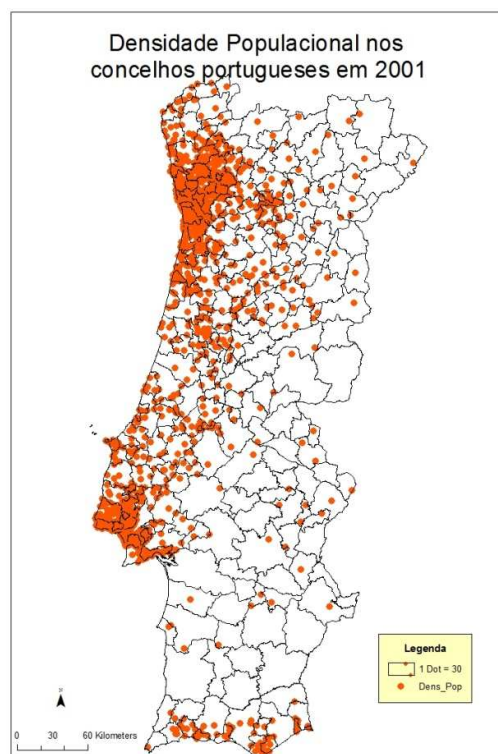 Densidade Populacional nos
concelhos portugueses em 2001
Legenda
1 Dot = 30
Dens_Pop
0 30 60 Kilometers